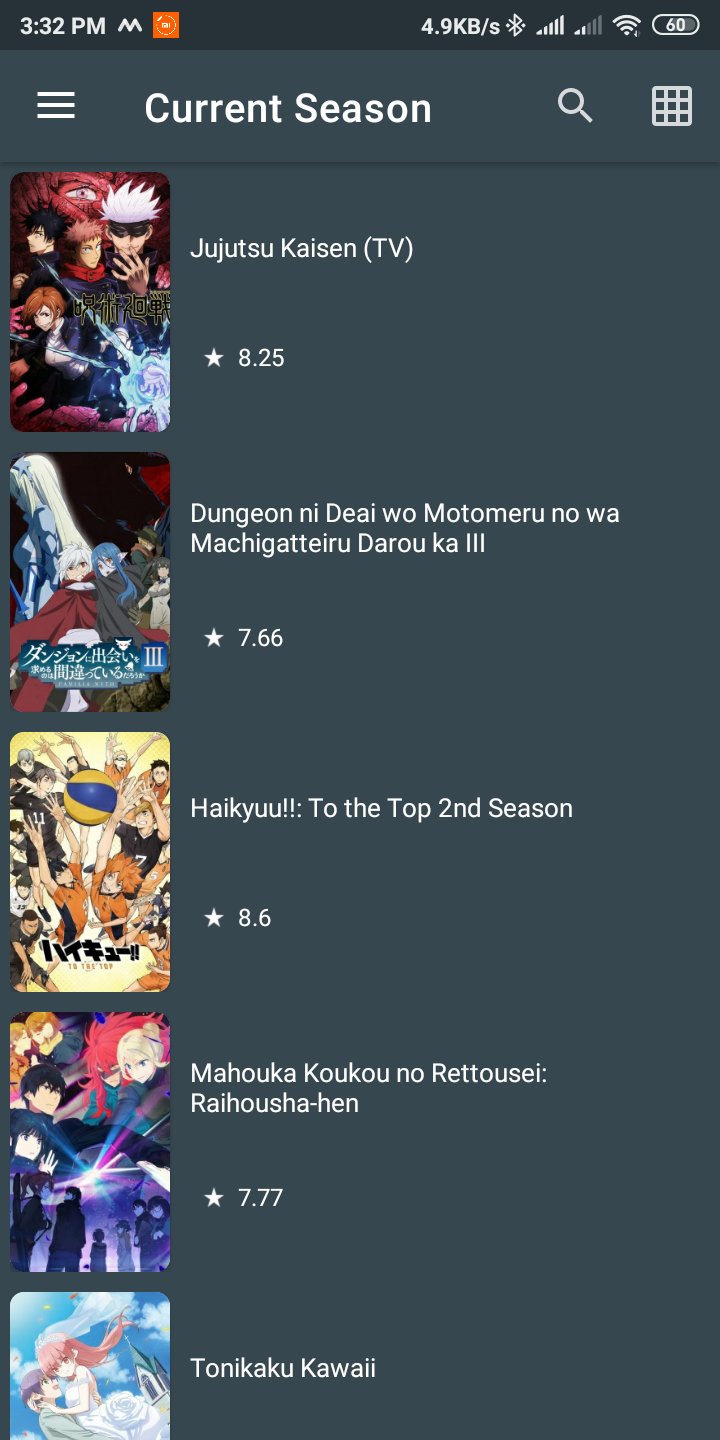 3:32 PM
4.9KB/s
60
Current Season
呪術廻戦
Jujutsu Kaisen (TV)
★ 8.25
Dungeon ni Deai wo Motomeru no wa
Machigatteiru Darou ka III
ダンジョンに出会いを III
求めるのは間違っているだろうか
FAMILIA MYTH
★ 7.66
11
7
Haikyuu!!: To the Top 2nd Season
ハイキュー!!
TO THE TOP
★ 8.6
Mahouka Koukou no Rettousei:
Raihousha-hen
★ 7.77
Tonikaku Kawaii